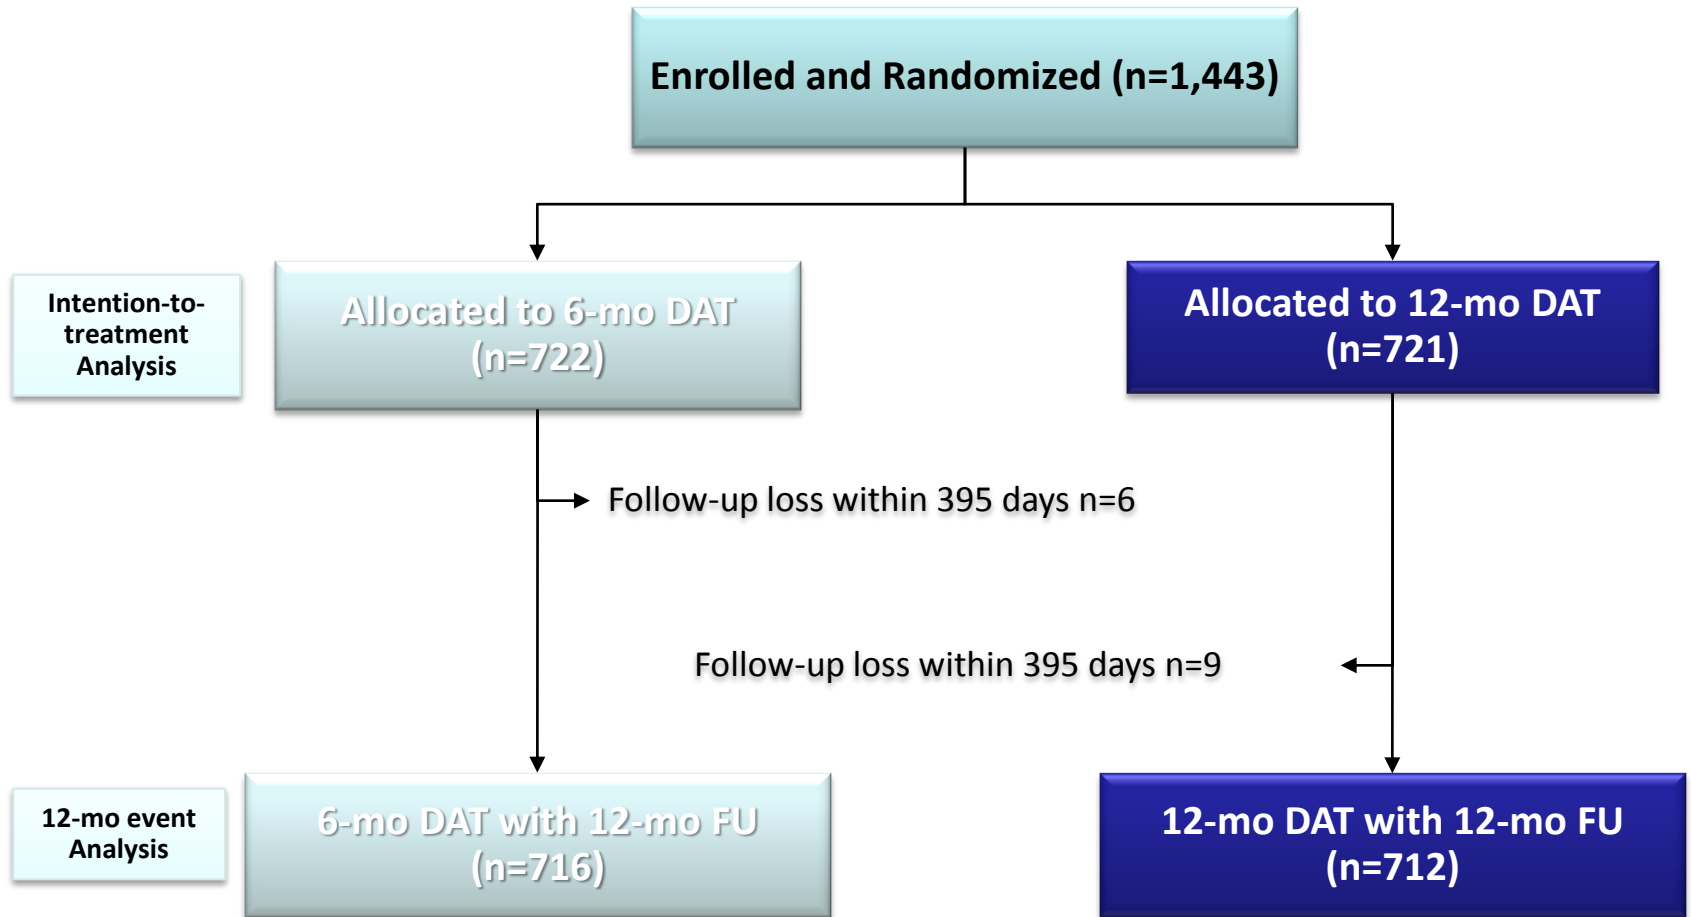 Enrolled and Randomized (n=1,443)
Intention-to-
treatment
Analysis
Allocated to 6-mo DAT
(n=722)
Allocated to 12-mo DAT
(n=721)
Follow-up loss within 395 days n=6
Follow-up loss within 395 days n=9
12-mo event
Analysis
6-mo DAT with 12-mo FU
(n=716)
12-mo DAT with 12-mo FU
(n=712)